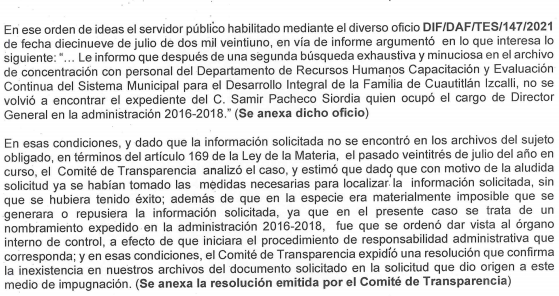 En ese orden de ideas el servidor público habilitado mediante el diverso oficio DIF/DAF/TES/147/2021
de fecha diecinueve de julio de dos mil veintiuno, en vía de informe argumentó en lo que interesa lo
siguiente: “… Le informo que después de una segunda búsqueda exhaustiva y minuciosa en el archivo
de concentración con personal del Departamento de Recursos Humanos Capacitación y Evaluación
Continua del Sistema Municipal para el Desarrollo Integral de la Familia de Cuautitlán Izcalli, no se
volvió a encontrar el expediente del C. Samir Pacheco Siordia quien ocupó el cargo de Director
General en la administración 2016-2018.” (Se anexa dicho oficio)
En esas condiciones, y dado que la información solicitada no se encontró en los archivos del sujeto
obligado, en términos del artículo 169 de la Ley de la Materia, el pasado veintitrés de julio del año en
curso, el Comité de Transparencia analizó el caso, y estimó que dado que con motivo de la aludida
solicitud ya se habían tomado las medidas necesarias para localizar la información solicitada, sin
que se hubiera tenido éxito; además de que en la especie era materialmente imposible que se
generara o repusiera la información solicitada, ya que en el presente caso se trata de un
nombramiento expedido en la administración 2016-2018, fue que se ordenó dar vista al órgano
interno de control, a efecto de que iniciara el procedimiento de responsabilidad administrativa que
corresponda; y en esas condiciones, el Comité de Transparencia expidió una resolución que confirma
la inexistencia en nuestros archivos del documento solicitado en la solicitud que dio origen a este
medio de impugnación. (Se anexa la resolución emitida por el Comité de Transparencia)